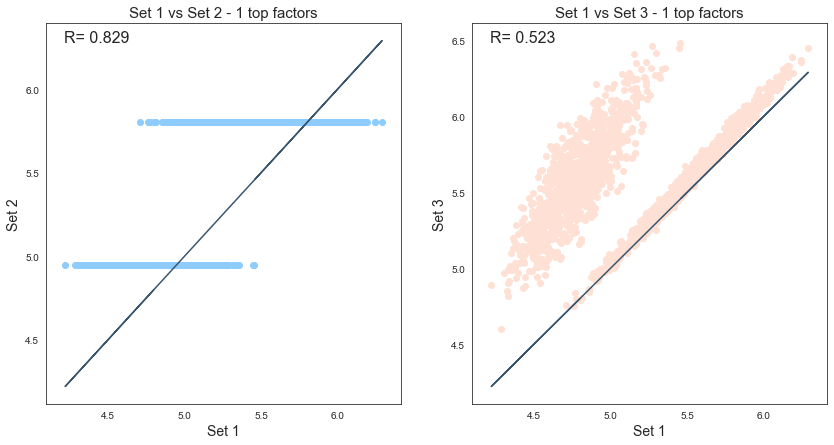 Set 1 vs Set 2 - 1 top factors
R= 0.829
6.0
5.5
5.0
4.5
Set 2
4.5 5.0 5.5 6.0
Set 1
Set 1 vs Set 3 - 1 top factors
R= 0.523
6.5
6.0
5.5
5.0
4.5
Set 3
4.5 5.0 5.5 6.0
Set 1